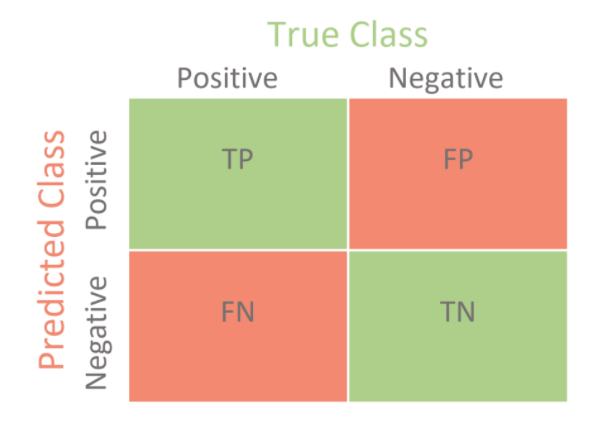 True Class
Positive Negative
Predicted Class
Positive
TP FP
Negative
FN TN